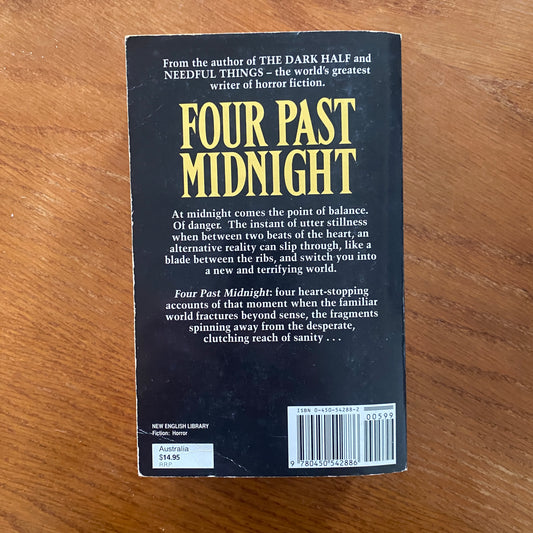 From the author of THE DARK HALF and
NEEDFUL THINGS – the world's greatest
writer of horror fiction.
FOUR PAST
MIDNIGHT
At midnight comes the point of balance.
Of danger. The instant of utter stillness
when between two beats of the heart, an
alternative reality can slip through, like a
blade between the ribs, and switch you into
a new and terrifying world.
Four Past Midnight: four heart-stopping
accounts of that moment when the familiar
world fractures beyond sense, the fragments
spinning away from the desperate,
clutching reach of sanity . . .
ISBN 0-450-54288-2
00599
NEW ENGLISH LIBRARY
Fiction: Horror
Australia
$14.95
RRP
9 780450 542886